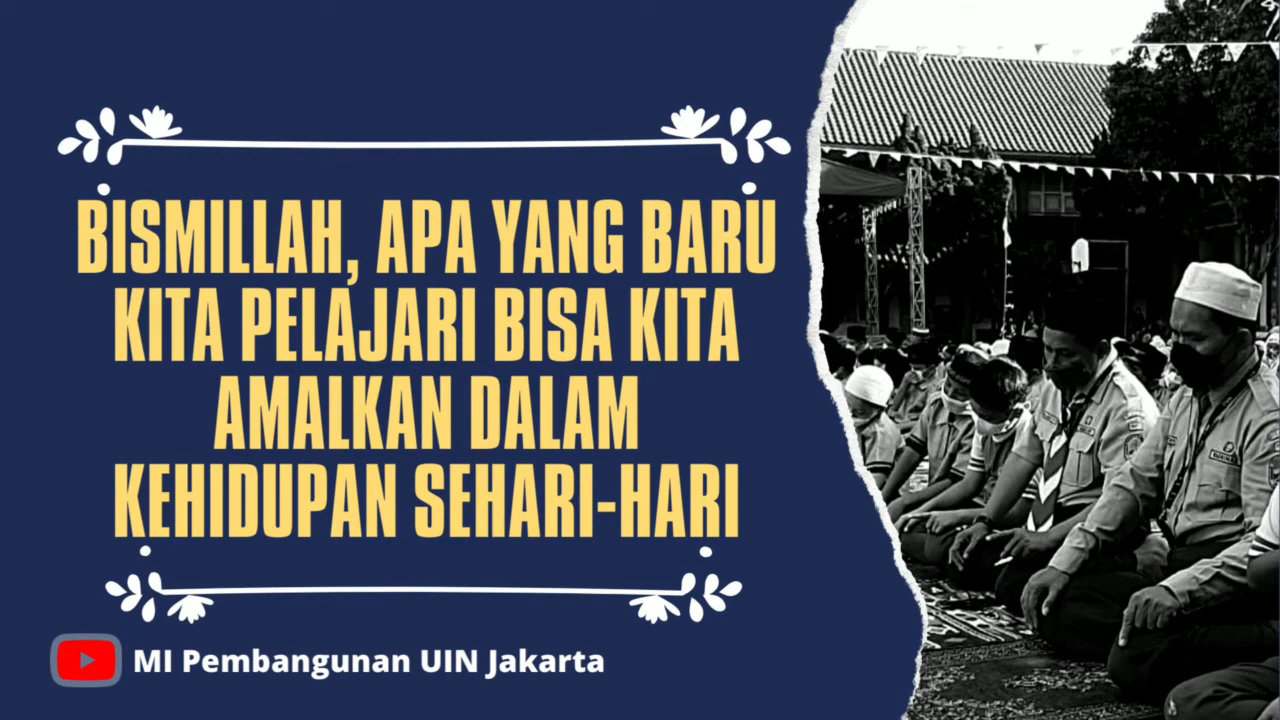 BISMILLAH, APA YANG BARU
KITA PELAJARI BISA KITA
AMALKAN DALAM
KEHIDUPAN SEHARI-HARI
MI Pembangunan UIN Jakarta